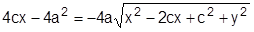 4cx − 4a² = −4a√(x² − 2cx + c² + y²)